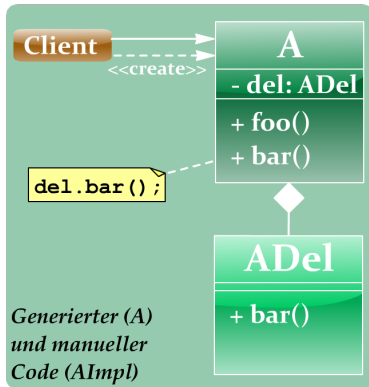 Client
<<create>>
A
- del: ADel
+ foo()
+ bar()
del.bar();
ADel
+ bar()
Generierter (A)
und manueller
Code (AImpl)